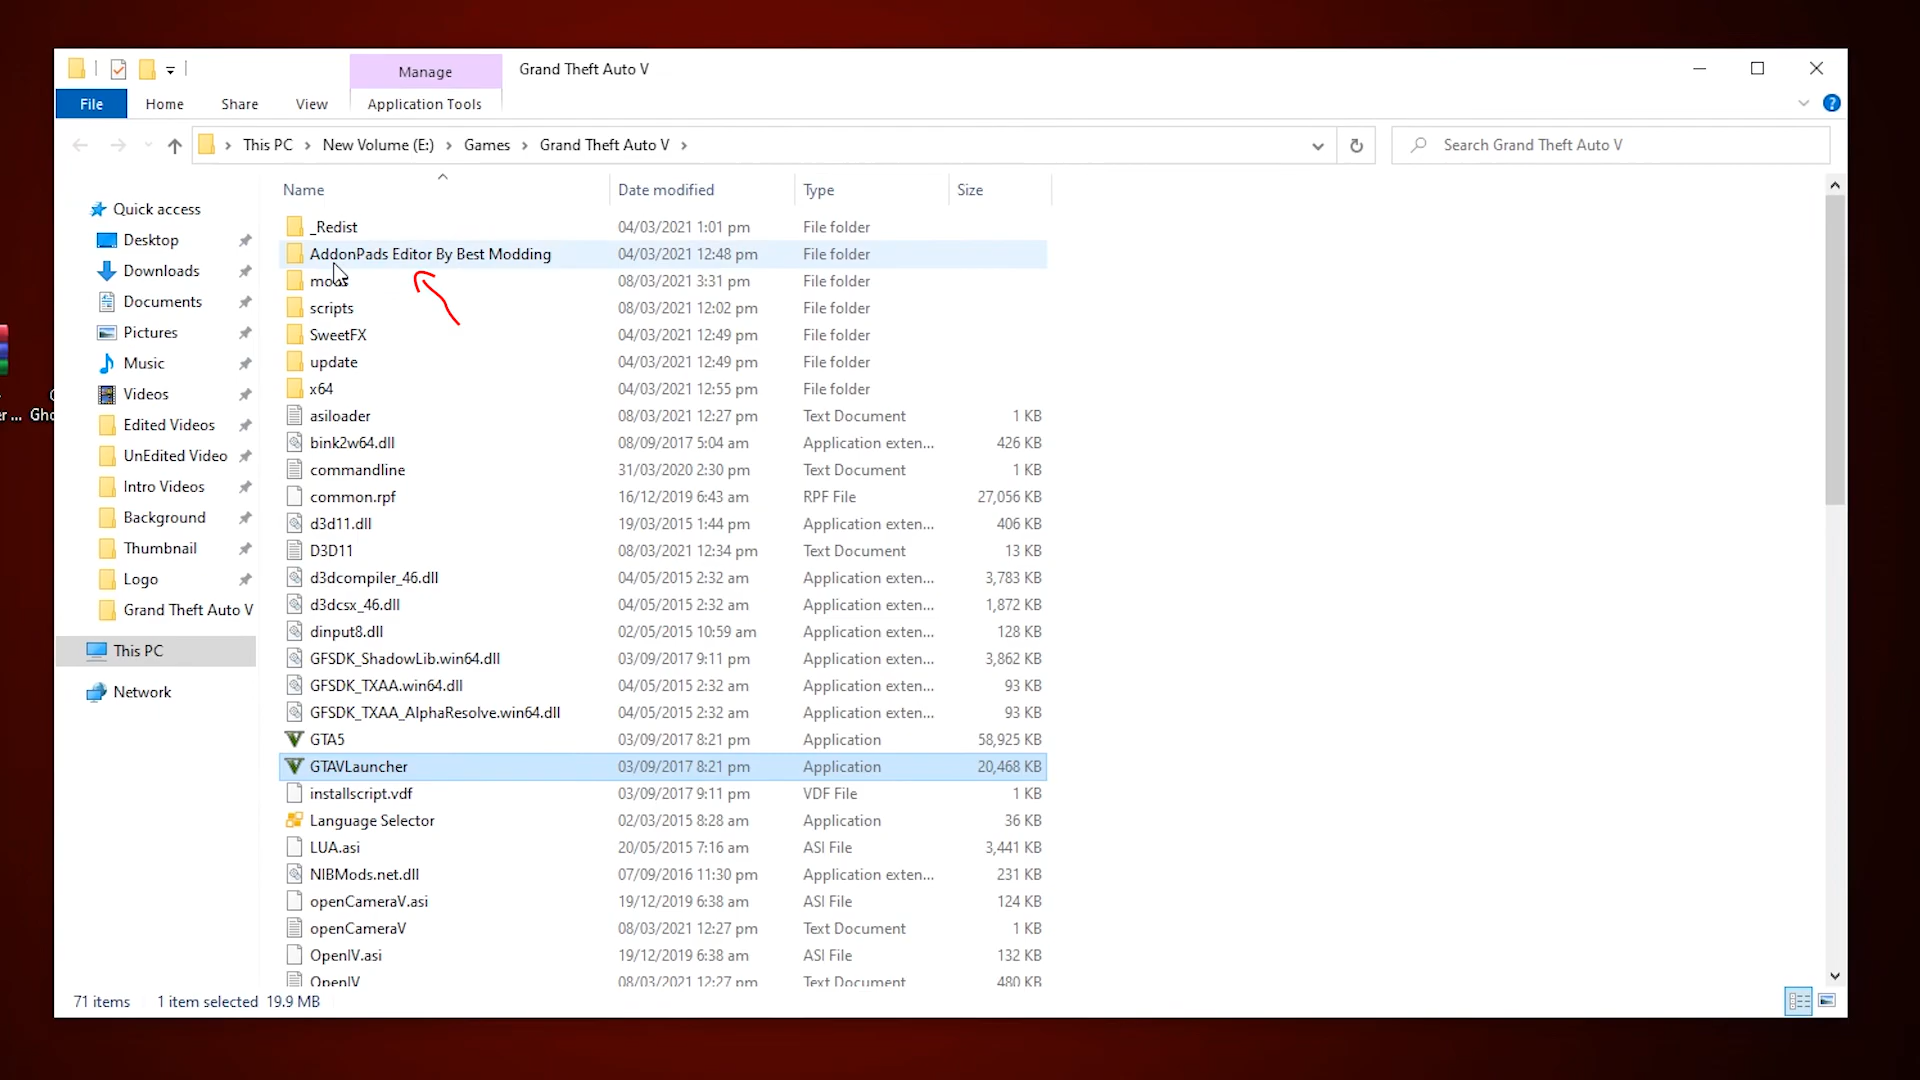 Manage Grand Theft Auto V
File Home Share View Application Tools
This PC New Volume (E:) Games Grand Theft Auto V Search Grand Theft Auto V
Name Date modified Type Size
Quick access
Desktop
Downloads
Documents
Pictures
Music
Videos
Edited Videos
UnEdited Video
Intro Videos
Background
Thumbnail
Logo
Grand Theft Auto V
This PC
Network
_Redist 04/03/2021 1:01 pm File folder
AddonPads Editor By Best Modding 04/03/2021 12:48 pm File folder
mods 08/03/2021 3:31 pm File folder
scripts 08/03/2021 12:02 pm File folder
SweetFX 04/03/2021 12:49 pm File folder
update 04/03/2021 12:49 pm File folder
x64 04/03/2021 12:55 pm File folder
asiloader 08/03/2021 12:27 pm Text Document 1 KB
bink2w64.dll 08/09/2017 5:04 am Application exten... 426 KB
commandline 31/03/2020 2:30 pm Text Document 1 KB
common.rpf 16/12/2019 6:43 am RPF File 27,056 KB
d3d11.dll 19/03/2015 1:44 pm Application exten... 406 KB
D3D11 08/03/2021 12:34 pm Text Document 13 KB
d3dcompiler_46.dll 04/05/2015 2:32 am Application exten... 3,783 KB
d3dcsx_46.dll 04/05/2015 2:32 am Application exten... 1,872 KB
dinput8.dll 02/05/2015 10:59 am Application exten... 128 KB
GFSDK_ShadowLib.win64.dll 03/09/2017 9:11 pm Application exten... 3,862 KB
GFSDK_TXAA.win64.dll 04/05/2015 2:32 am Application exten... 93 KB
GFSDK_TXAA_AlphaResolve.win64.dll 04/05/2015 2:32 am Application exten... 93 KB
GTA5 03/09/2017 8:21 pm Application 58,925 KB
GTAVLauncher 03/09/2017 8:21 pm Application 20,468 KB
installscript.vdf 03/09/2017 9:11 pm VDF File 1 KB
Language Selector 02/03/2015 8:28 am Application 36 KB
LUA.asi 20/05/2015 7:16 am ASI File 3,441 KB
NIBMods.net.dll 07/09/2016 11:30 pm Application exten... 231 KB
openCameraV.asi 19/12/2019 6:38 am ASI File 124 KB
openCameraV 08/03/2021 12:27 pm Text Document 1 KB
OpenIV.asi 19/12/2019 6:38 am ASI File 132 KB
OpenIV 08/03/2021 12:27 pm Text Document 480 KB
71 items 1 item selected 19.9 MB